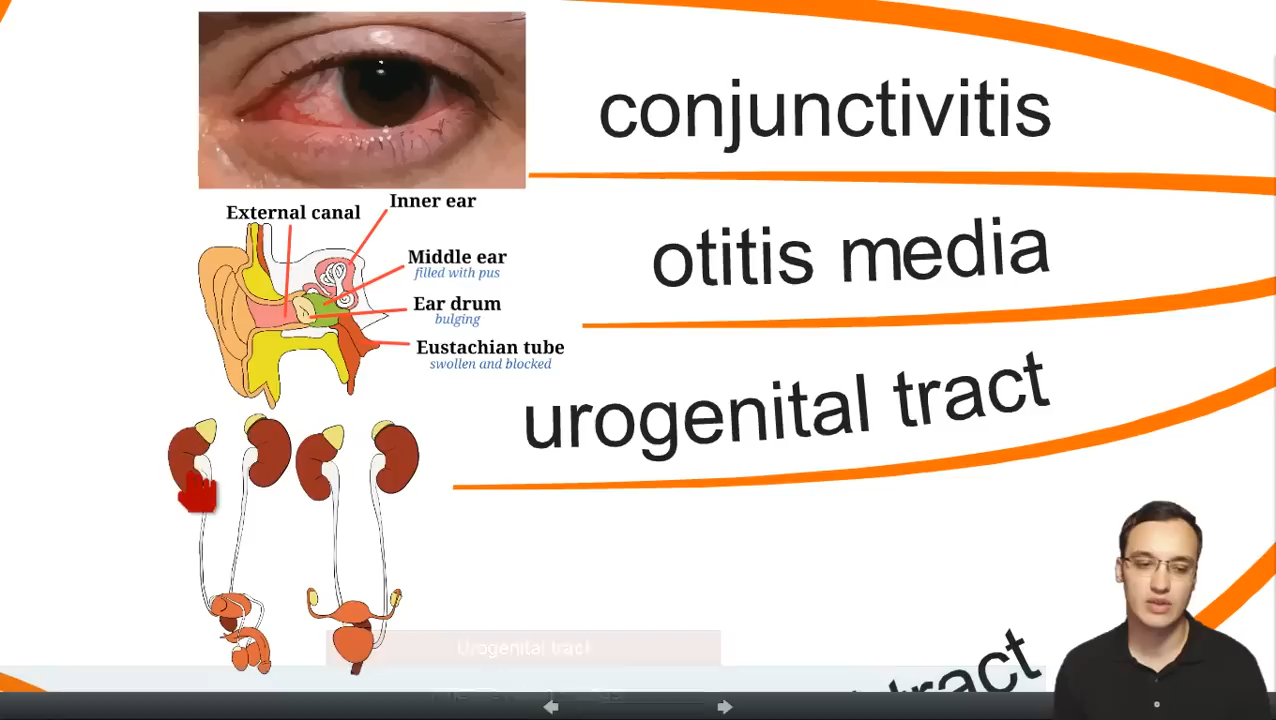 conjunctivitis
Inner ear
External canal
otitis media
Middle ear
filled with pus
Ear drum
bulging
Eustachian tube
swollen and blocked
urogenital tract
Urogenital tract